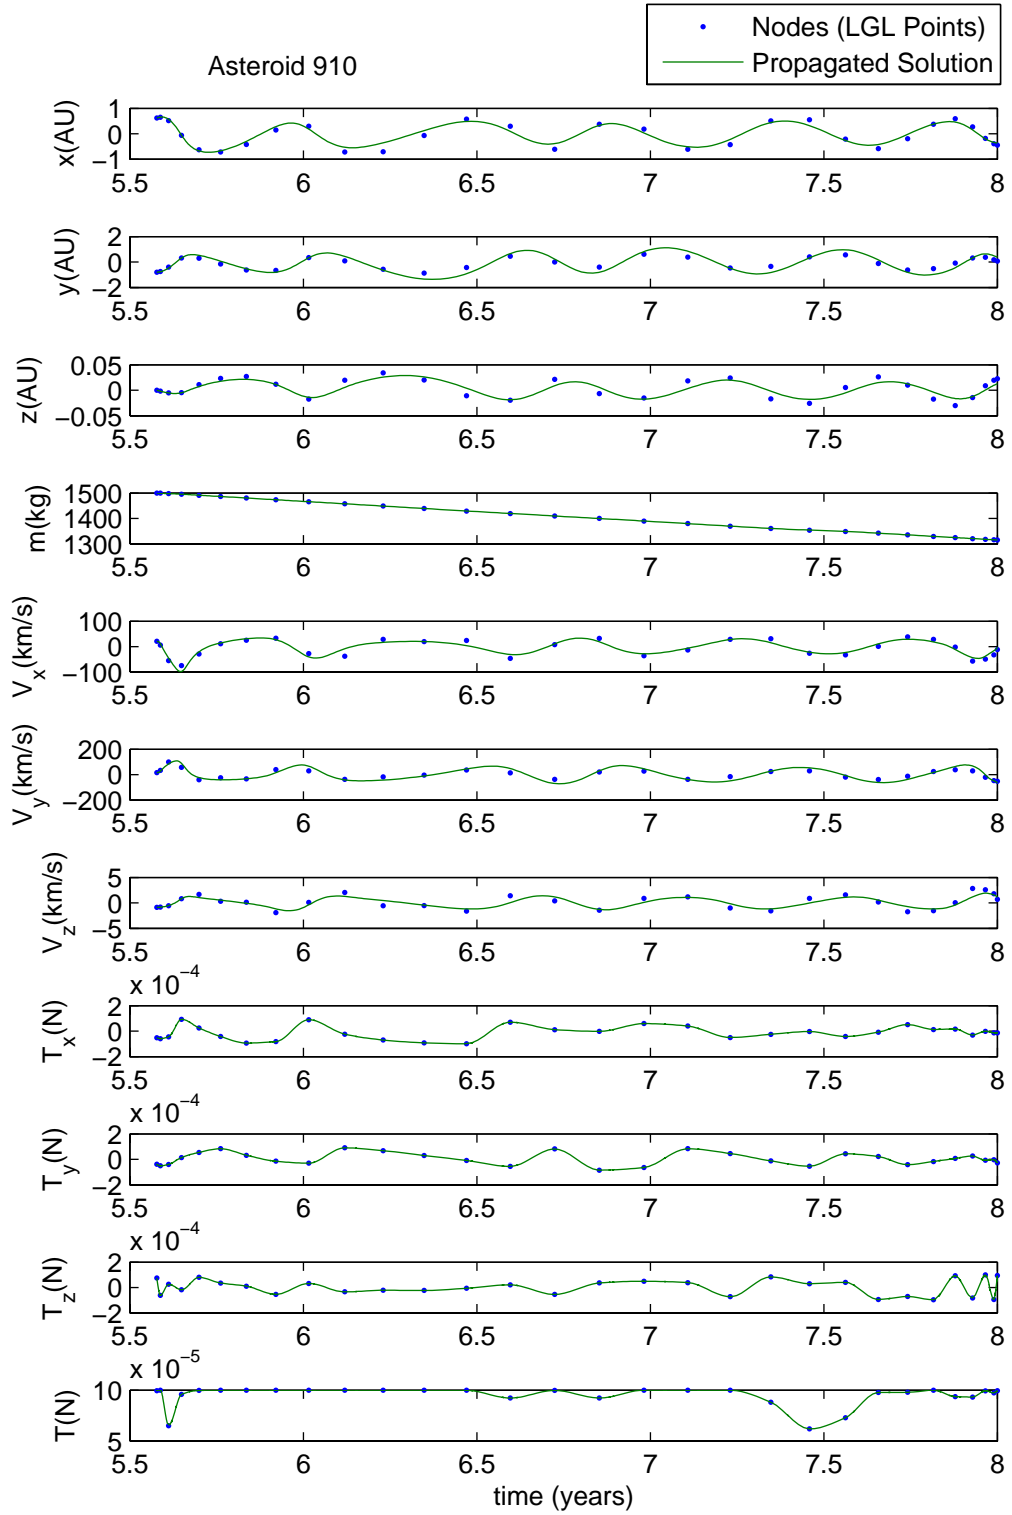 Nodes (LGL Points)
Propagated Solution
Asteroid 910
x(AU)
1
0
−1
5.5 6 6.5 7 7.5 8
y(AU)
2
0
−2
5.5 6 6.5 7 7.5 8
z(AU)
0.05
0
−0.05
5.5 6 6.5 7 7.5 8
m(kg)
1500
1400
1300
5.5 6 6.5 7 7.5 8
V_x(km/s)
100
0
−100
5.5 6 6.5 7 7.5 8
V_y(km/s)
200
0
−200
5.5 6 6.5 7 7.5 8
V_z(km/s)
5
0
−5
5.5 6 6.5 7 7.5 8
x 10^−4
T_x(N)
2
0
−2
5.5 6 6.5 7 7.5 8
x 10^−4
T_y(N)
2
0
−2
5.5 6 6.5 7 7.5 8
x 10^−4
T_z(N)
2
0
−2
5.5 6 6.5 7 7.5 8
x 10^−5
T(N)
10
5
5.5 6 6.5 7 7.5 8
time (years)